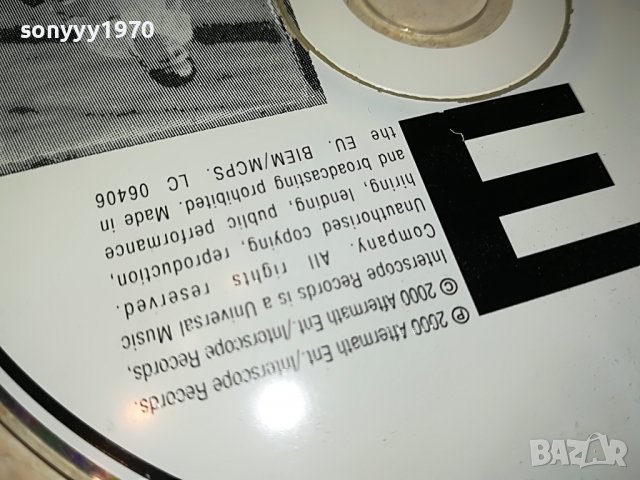 sonyyy1970
E
℗ 2000 Aftermath Ent./Interscope Records.
© 2000 Aftermath Ent./Interscope Records,
Interscope Records is a Universal Music
Company. All rights reserved.
Unauthorised copying, reproduction,
hiring, lending, public performance
and broadcasting prohibited. Made in
the EU. BIEM/MCPS. LC 06406
BAZAR
bg